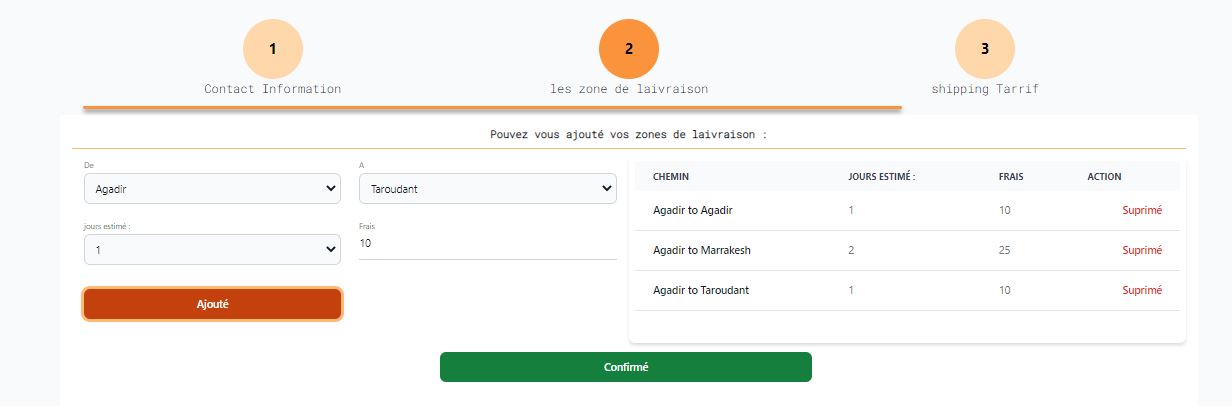 1
2
3
Contact Information
les zone de laivraison
shipping Tarrif
Pouvez vous ajouté vos zones de laivraison :
De
A
Agadir
Taroudant
jours estimé :
Frais
1
10
Ajouté
CHEMIN JOURS ESTIMÉ : FRAIS ACTION
Agadir to Agadir 1 10 Suprimé
Agadir to Marrakesh 2 25 Suprimé
Agadir to Taroudant 1 10 Suprimé
Confirmé